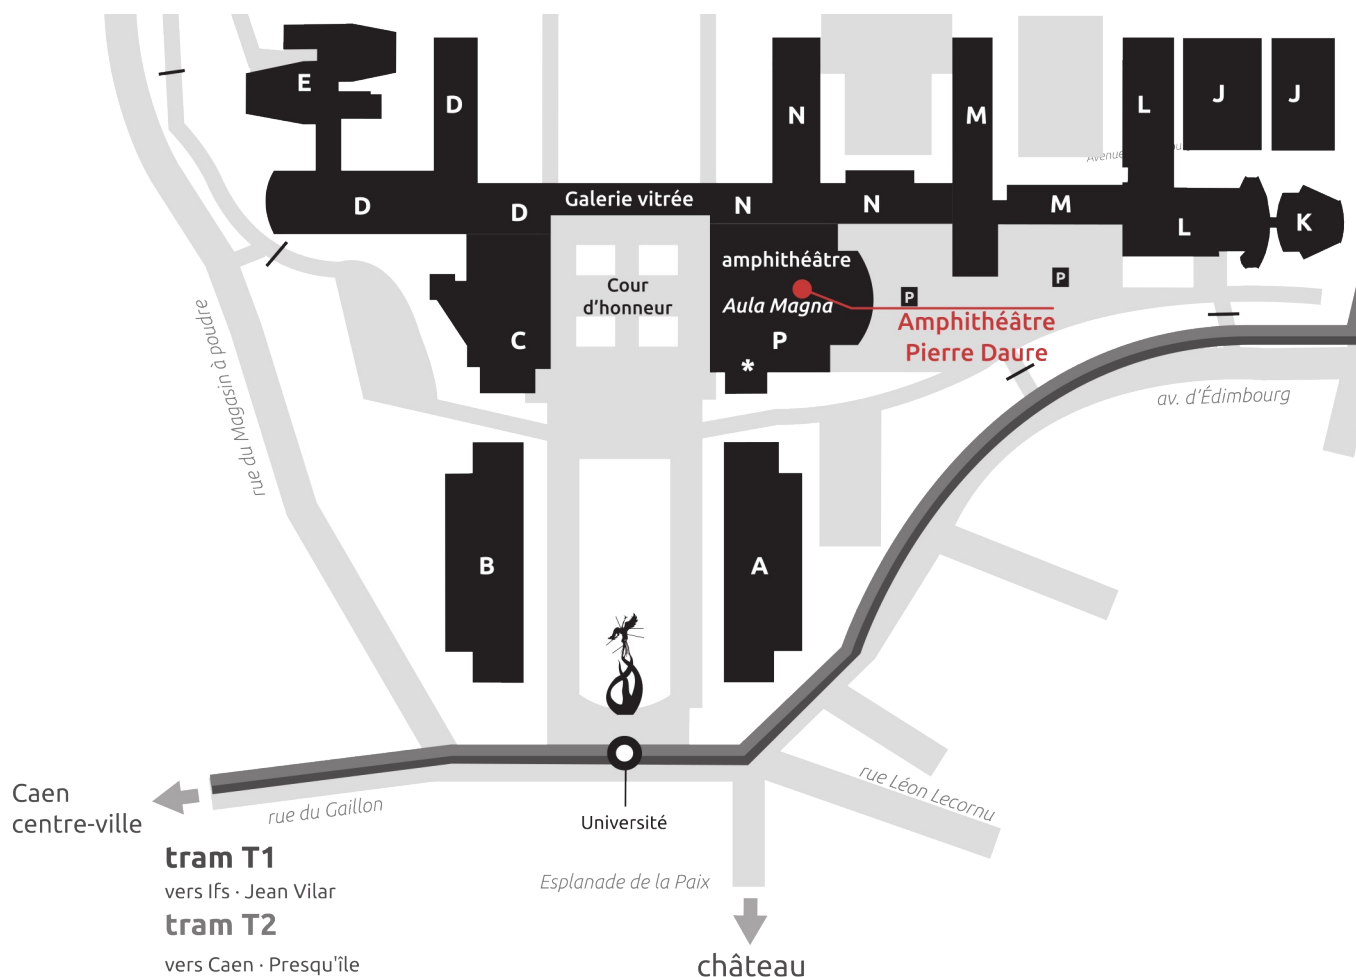 E
D
N
M
L
J
J
Avenue
D
D
Galerie vitrée
N
N
M
L
K
amphithéâtre
Aula Magna
P
*
Cour
d'honneur
C
P
P
Amphithéâtre
Pierre Daure
rue du Magasin à poudre
av. d'Édimbourg
B
A
Caen
centre-ville
rue du Gaillon
Université
rue Léon Lecornu
tram T1
vers Ifs · Jean Vilar
tram T2
vers Caen · Presqu'île
Esplanade de la Paix
château